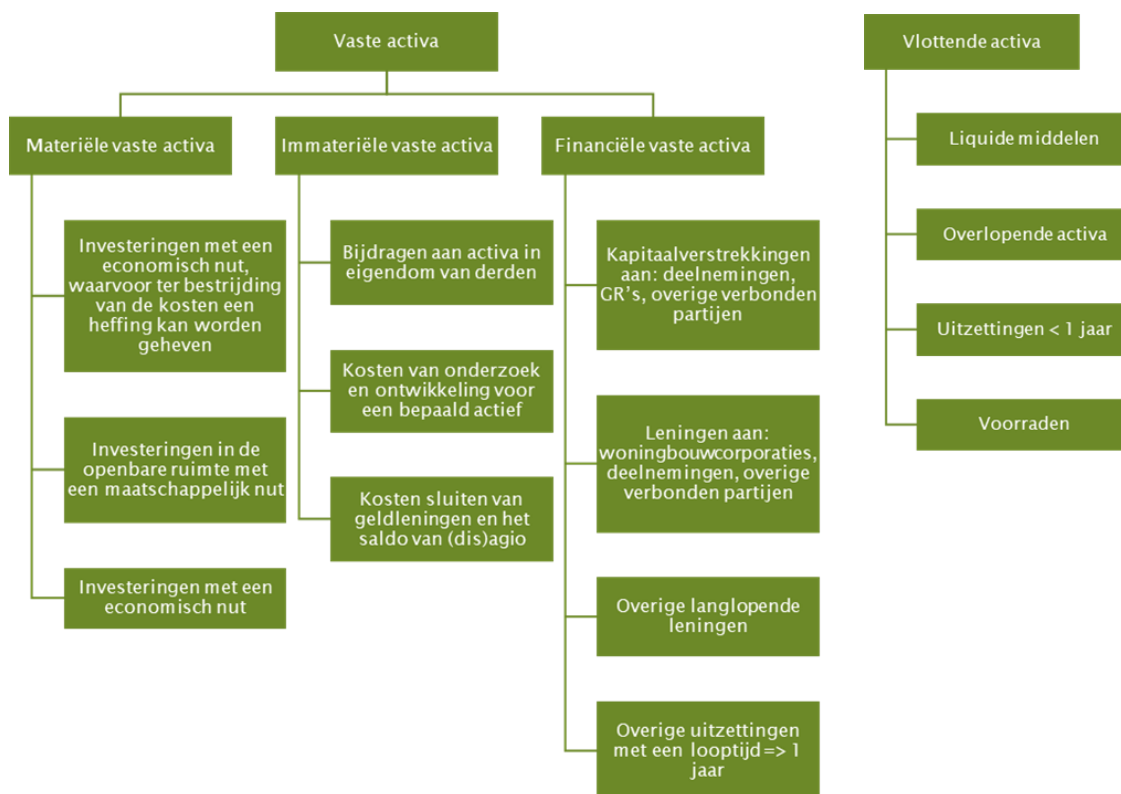 Vaste activa
Materiële vaste activa
Investeringen met een
economisch nut,
waarvoor ter bestrijding
van de kosten een
heffing kan worden
geheven
Investeringen in de
openbare ruimte met
een maatschappelijk nut
Investeringen met een
economisch nut
Immateriële vaste activa
Bijdragen aan activa in
eigendom van derden
Kosten van onderzoek
en ontwikkeling voor
een bepaald actief
Kosten sluiten van
geldleningen en het
saldo van (dis)agio
Financiële vaste activa
Kapitaalverstrekkingen
aan: deelnemingen,
GR's, overige verbonden
partijen
Leningen aan:
woningbouwcorporaties,
deelnemingen, overige
verbonden partijen
Overige langlopende
leningen
Overige uitzettingen
met een looptijd => 1
jaar
Vlottende activa
Liquide middelen
Overlopende activa
Uitzettingen < 1 jaar
Voorraden